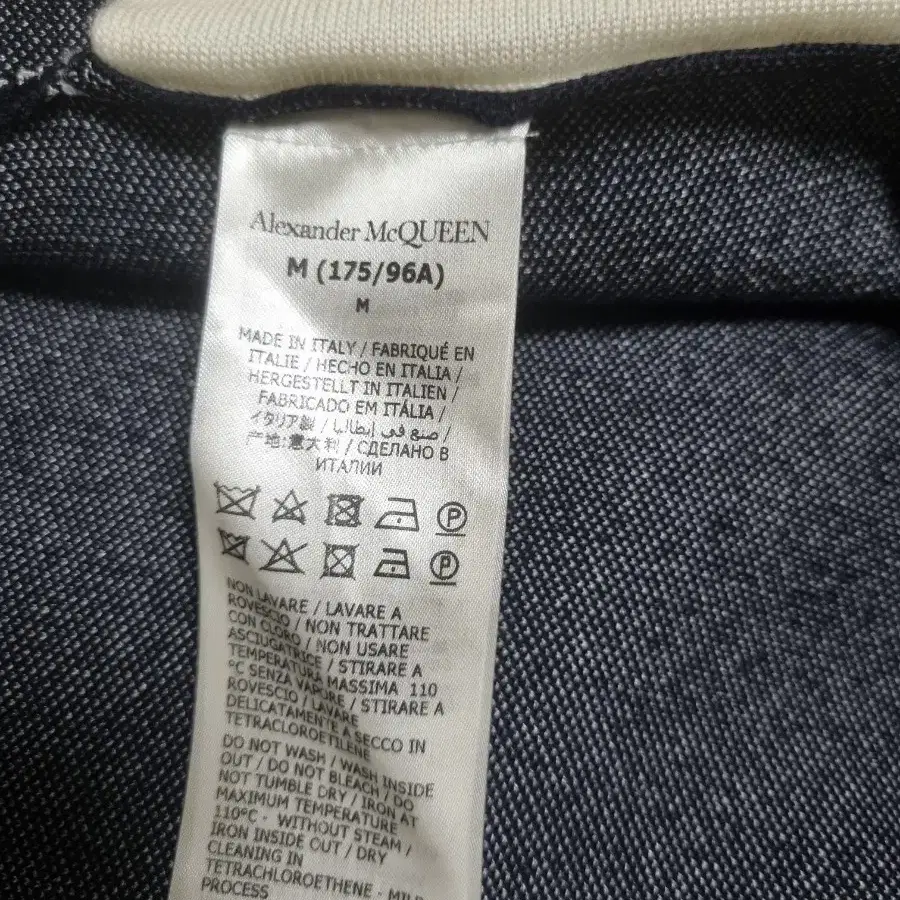 Alexander McQUEEN
M (175/96A)
M
MADE IN ITALY / FABRIQUÉ EN
ITALIE / HECHO EN ITALIA /
HERGESTELLT IN ITALIEN /
FABRICADO EM ITÁLIA /
イタリア製 / صنع في إيطاليا /
产地:意大利 / СДЕЛАНО В
ИТАЛИИ
P
P
NON LAVARE / LAVARE A
ROVESCIO / NON TRATTARE
CON CLORO / NON USARE
ASCIUGATRICE / STIRARE A
TEMPERATURA MASSIMA 110
°C SENZA VAPORE / STIRARE A
ROVESCIO / LAVARE
DELICATAMENTE A SECCO IN
TETRACLOROETILENE
DO NOT WASH / WASH INSIDE
OUT / DO NOT BLEACH / DO
NOT TUMBLE DRY / IRON AT
MAXIMUM TEMPERATURE
110°C - WITHOUT STEAM /
IRON INSIDE OUT / DRY
CLEANING IN
TETRACHLOROETHENE - MILD
PROCESS